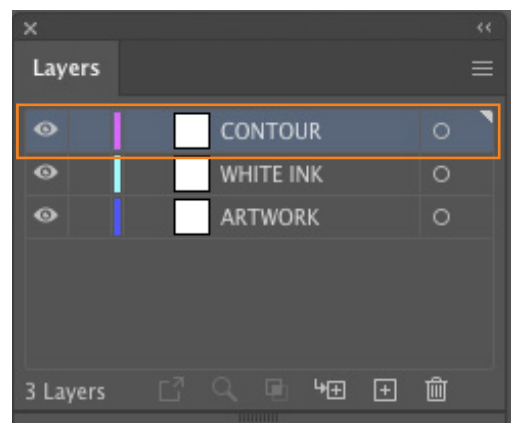 Layers
CONTOUR
WHITE INK
ARTWORK
3 Layers